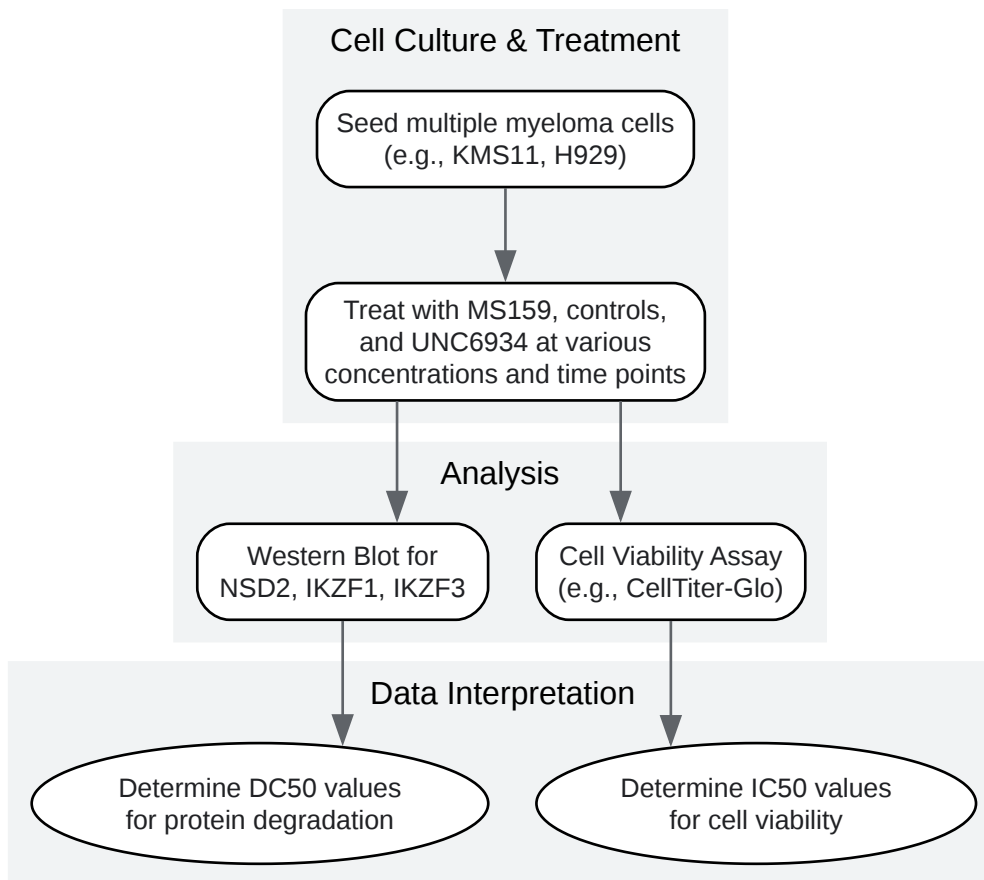 Cell Culture & Treatment
Seed multiple myeloma cells
(e.g., KMS11, H929)
Treat with MS159, controls,
and UNC6934 at various
concentrations and time points
Analysis
Western Blot for
NSD2, IKZF1, IKZF3
Cell Viability Assay
(e.g., CellTiter-Glo)
Data Interpretation
Determine DC50 values
for protein degradation
Determine IC50 values
for cell viability